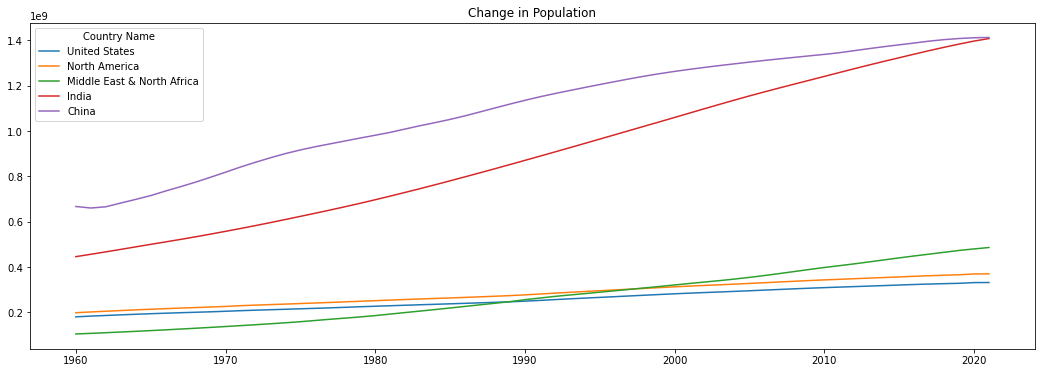 Change in Population
1e9
Country Name
United States
North America
Middle East & North Africa
India
China
1.4
1.2
1.0
0.8
0.6
0.4
0.2
1960
1970
1980
1990
2000
2010
2020